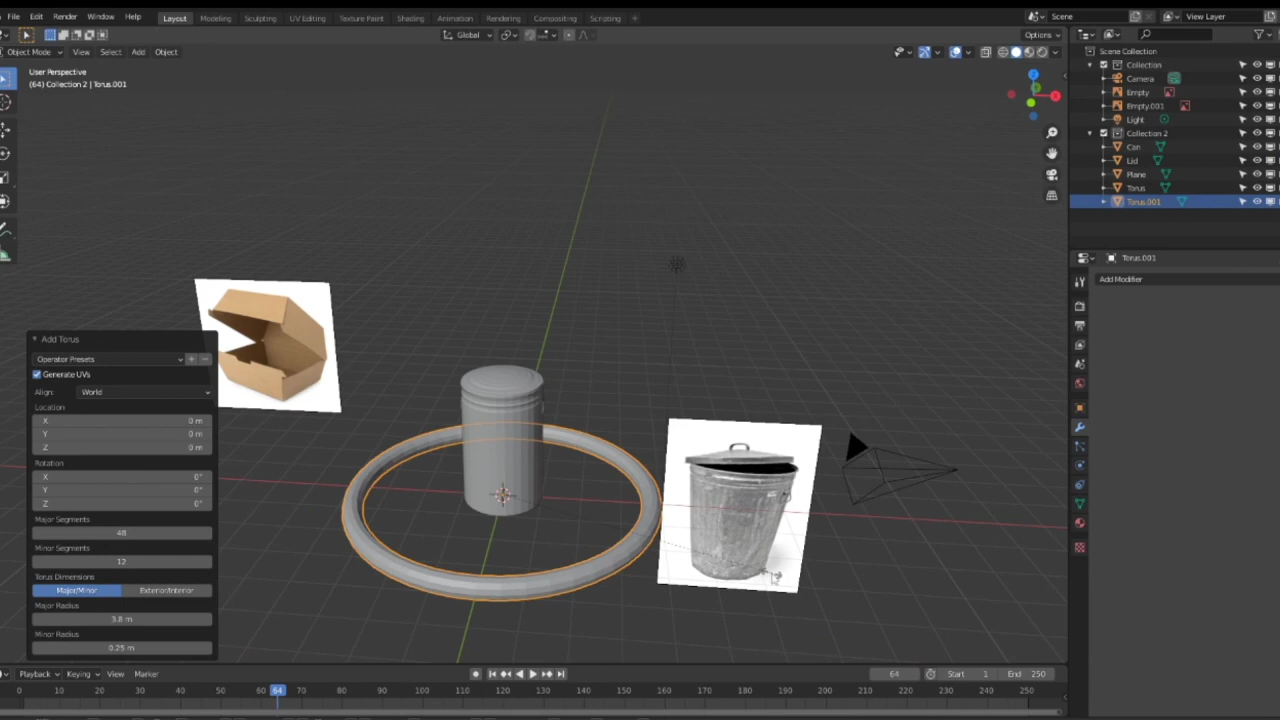 File Edit Render Window Help Layout Modeling Sculpting UV Editing Texture Paint Shading Animation Rendering Compositing Scripting + Scene View Layer
Global Options
Object Mode View Select Add Object
User Perspective
(64) Collection 2 | Torus.001
Scene Collection
Collection
Camera
Empty
Empty.001
Light
Collection 2
Can
Lid
Plane
Torus
Torus.001
Torus.001
Add Modifier
Z
X
Add Torus
Operator Presets
Generate UVs
Align: World
Location
X 0 m
Y 0 m
Z 0 m
Rotation
X 0°
Y 0°
Z 0°
Major Segments
48
Minor Segments
12
Torus Dimensions
Major/Minor Exterior/Interior
Major Radius
3.8 m
Minor Radius
0.25 m
Playback Keying View Marker 64 Start 1 End 250
0 10 20 30 40 50 60 64 70 80 90 100 110 120 130 140 150 160 170 180 190 200 210 220 230 240 250